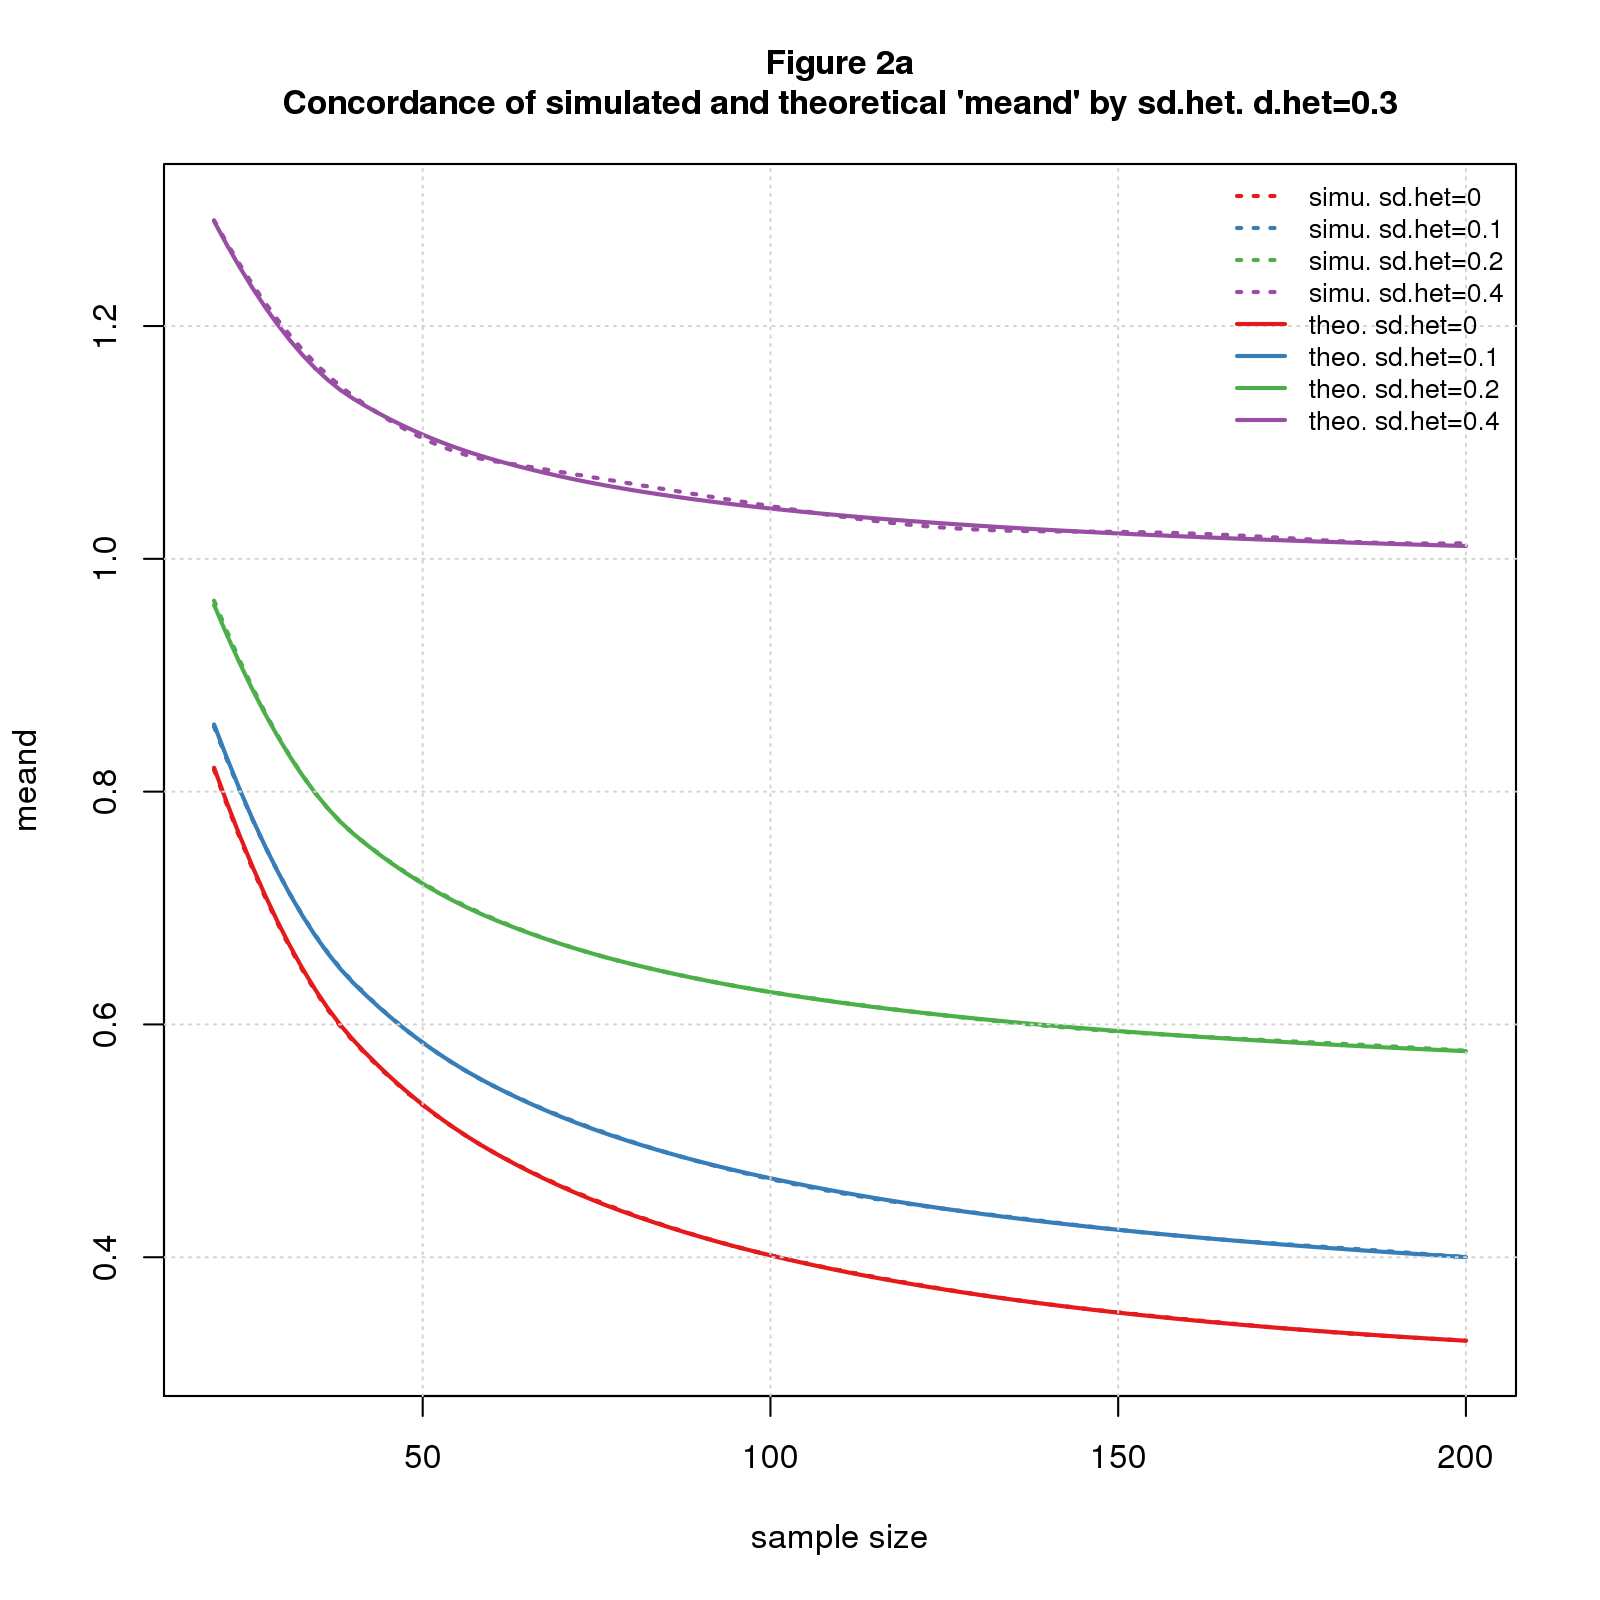 Figure 2a
Concordance of simulated and theoretical 'meand' by sd.het. d.het=0.3
simu. sd.het=0
simu. sd.het=0.1
simu. sd.het=0.2
simu. sd.het=0.4
theo. sd.het=0
theo. sd.het=0.1
theo. sd.het=0.2
theo. sd.het=0.4
meand
1.2
1.0
0.8
0.6
0.4
50 100 150 200
sample size